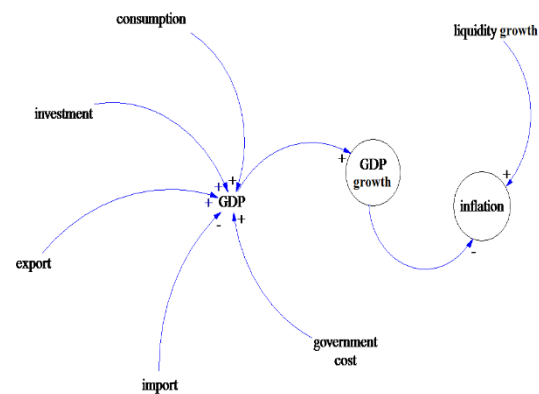 consumption
liquidity growth
investment
+
GDP
growth
+
+
+
+ GDP
-
+
inflation
-
export
government
cost
import